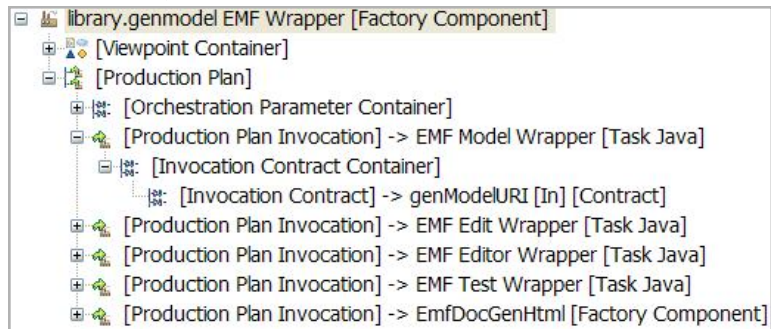 library.genmodel EMF Wrapper [Factory Component]
[Viewpoint Container]
[Production Plan]
[Orchestration Parameter Container]
[Production Plan Invocation] -> EMF Model Wrapper [Task Java]
[Invocation Contract Container]
[Invocation Contract] -> genModelURI [In] [Contract]
[Production Plan Invocation] -> EMF Edit Wrapper [Task Java]
[Production Plan Invocation] -> EMF Editor Wrapper [Task Java]
[Production Plan Invocation] -> EMF Test Wrapper [Task Java]
[Production Plan Invocation] -> EmfDocGenHtml [Factory Component]